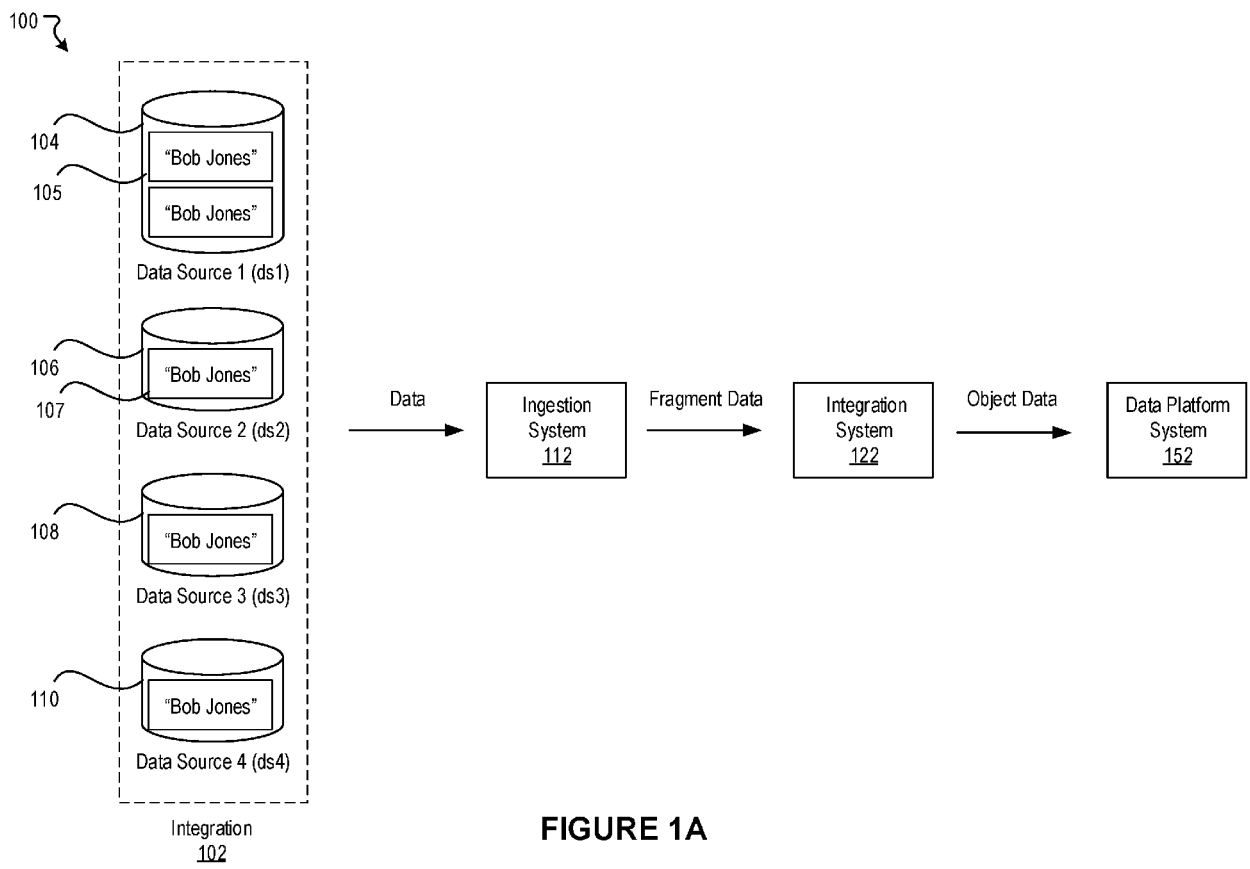 100
104
“Bob Jones”
105
“Bob Jones”
Data Source 1 (ds1)
106
“Bob Jones”
107
Data Source 2 (ds2)
108
“Bob Jones”
Data Source 3 (ds3)
110
“Bob Jones”
Data Source 4 (ds4)
Integration
102
Data
Ingestion
System
112
Fragment Data
Integration
System
122
Object Data
Data Platform
System
152
FIGURE 1A